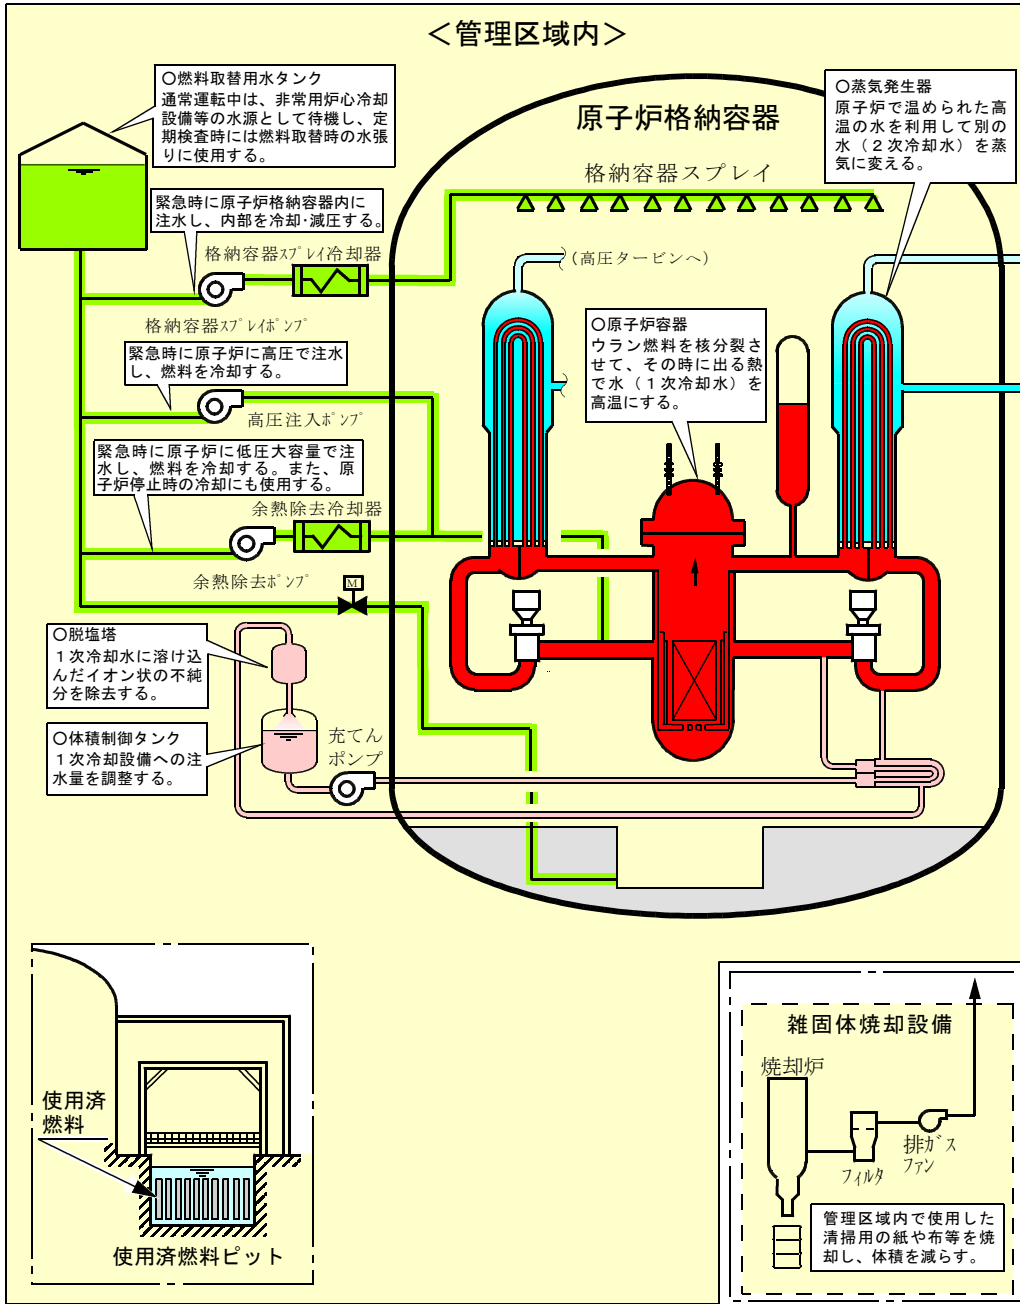 ＜管理区域内＞
○燃料取替用水タンク
通常運転中は、非常用炉心冷却
設備等の水源として待機し、定
期検査時には燃料取替時の水張
りに使用する。
原子炉格納容器
○蒸気発生器
原子炉で温められた高
温の水を利用して別の
水（２次冷却水）を蒸
気に変える。
格納容器スプレイ
緊急時に原子炉格納容器内に
注水し、内部を冷却･減圧する。
格納容器ｽﾌﾟﾚｲ冷却器
（高圧タービンへ）
格納容器ｽﾌﾟﾚｲﾎﾟﾝﾌﾟ
○原子炉容器
ウラン燃料を核分裂さ
せて、その時に出る熱
で水（１次冷却水）を
高温にする。
緊急時に原子炉に高圧で注水
し、燃料を冷却する。
高圧注入ﾎﾟﾝﾌﾟ
緊急時に原子炉に低圧大容量で注
水し、燃料を冷却する。また、原
子炉停止時の冷却にも使用する。
余熱除去冷却器
余熱除去ﾎﾟﾝﾌﾟ
M
○脱塩塔
１次冷却水に溶け込
んだイオン状の不純
分を除去する。
○体積制御タンク
１次冷却設備への注
水量を調整する。
充てん
ポンプ
使用済
燃料
使用済燃料ピット
雑固体焼却設備
焼却炉
排ｶﾞｽ
ﾌｧﾝ
ﾌｨﾙﾀ
管理区域内で使用した
清掃用の紙や布等を焼
却し、体積を減らす。